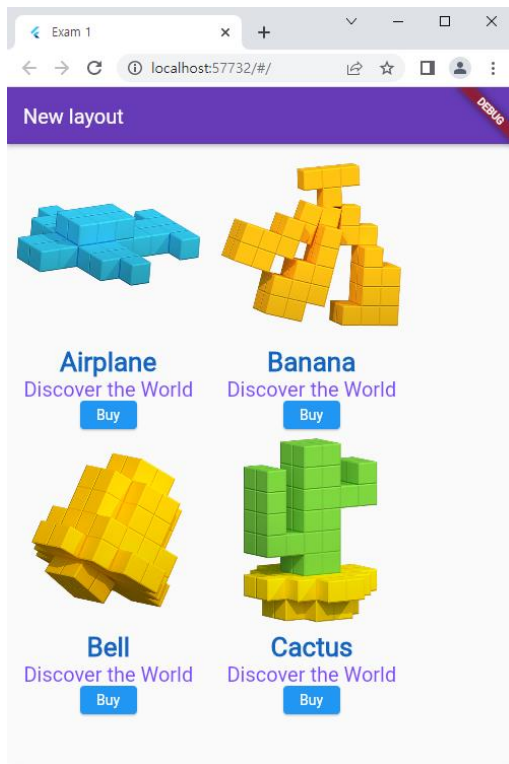 Exam 1
localhost:57732/#/
New layout
DEBUG
Airplane
Discover the World
Buy
Banana
Discover the World
Buy
Bell
Discover the World
Buy
Cactus
Discover the World
Buy